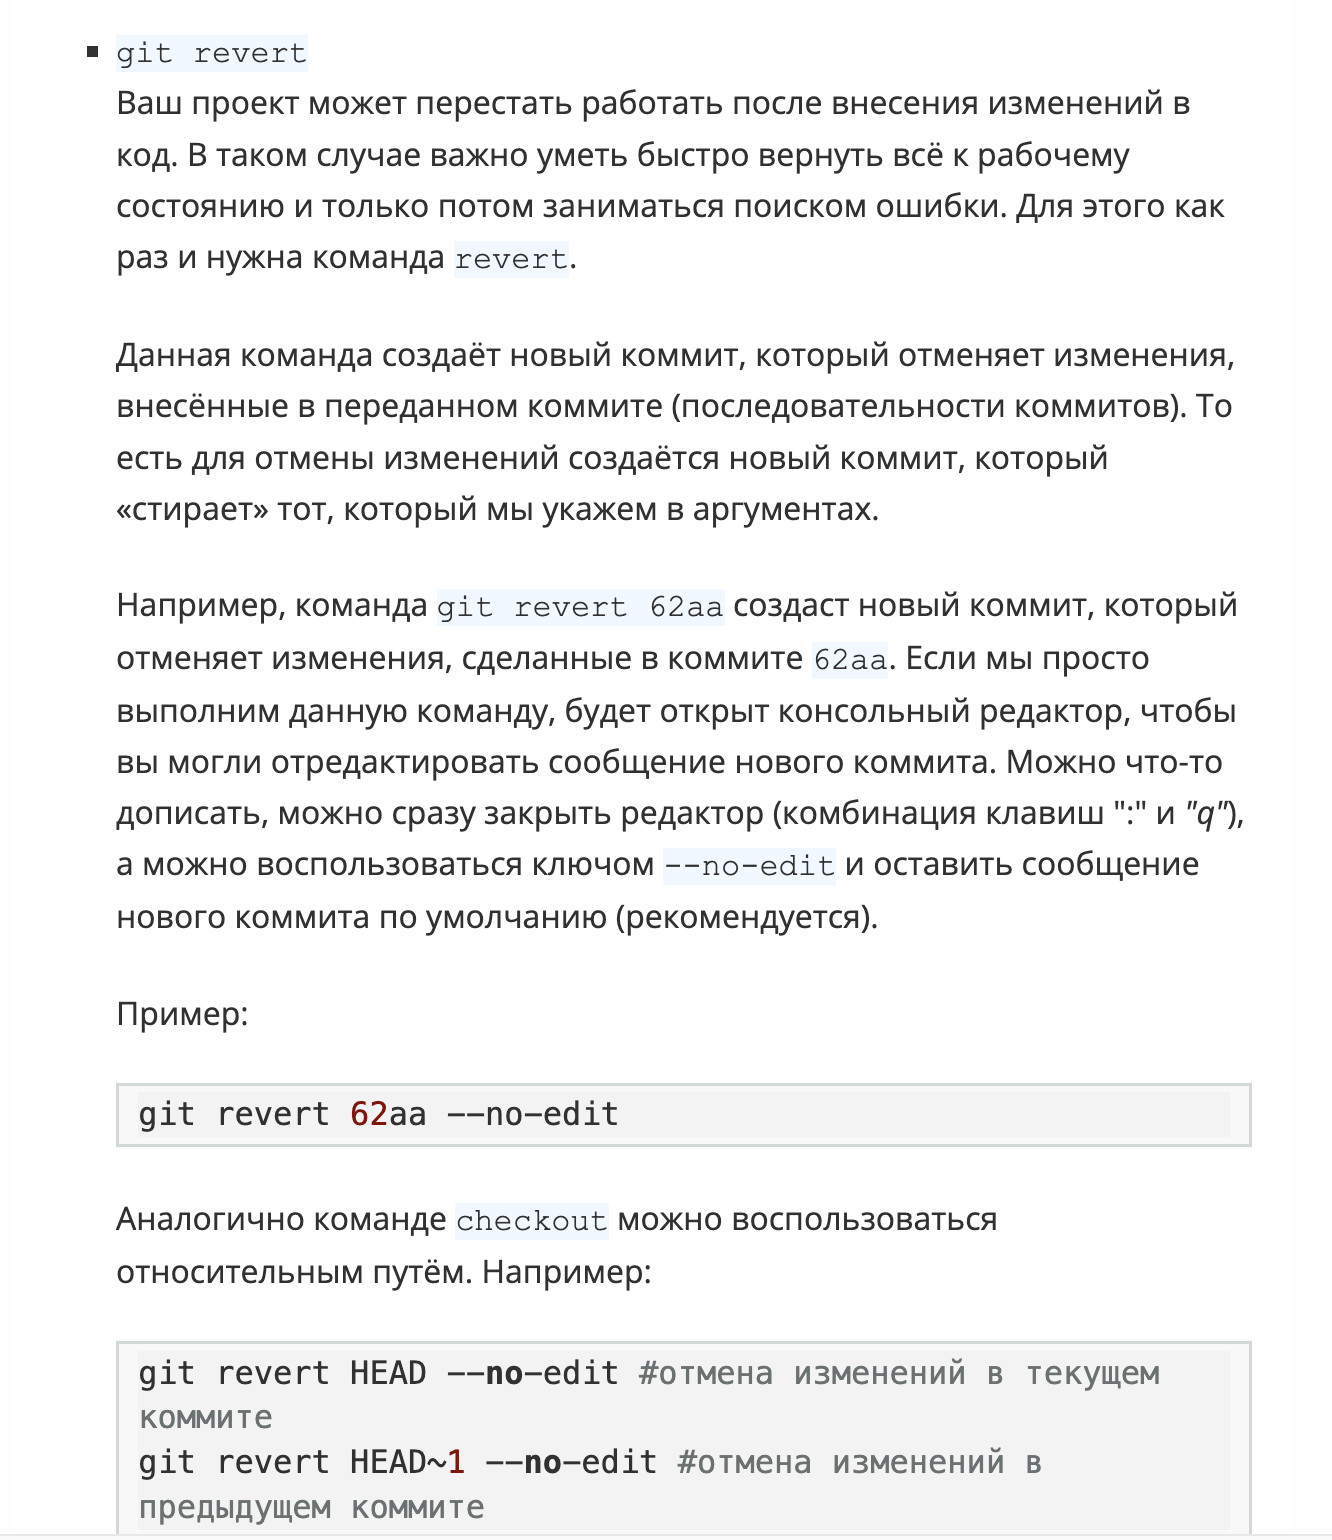 git revert
Ваш проект может перестать работать после внесения изменений в
код. В таком случае важно уметь быстро вернуть всё к рабочему
состоянию и только потом заниматься поиском ошибки. Для этого как
раз и нужна команда revert.
Данная команда создаёт новый коммит, который отменяет изменения,
внесённые в переданном коммите (последовательности коммитов). То
есть для отмены изменений создаётся новый коммит, который
«стирает» тот, который мы укажем в аргументах.
Например, команда git revert 62aa создаст новый коммит, который
отменяет изменения, сделанные в коммите 62aa. Если мы просто
выполним данную команду, будет открыт консольный редактор, чтобы
вы могли отредактировать сообщение нового коммита. Можно что-то
дописать, можно сразу закрыть редактор (комбинация клавиш ":" и "q"),
а можно воспользоваться ключом --no-edit и оставить сообщение
нового коммита по умолчанию (рекомендуется).
Пример:
git revert 62aa --no-edit
Аналогично команде checkout можно воспользоваться
относительным путём. Например:
git revert HEAD --no-edit #отмена изменений в текущем
коммите
git revert HEAD~1 --no-edit #отмена изменений в
предыдущем коммите